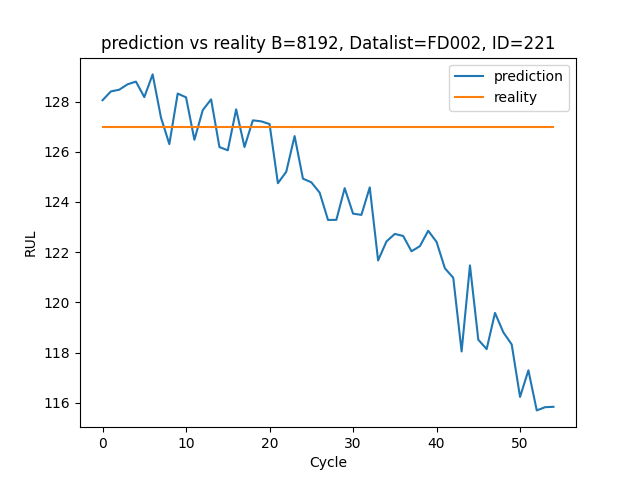 prediction vs reality B=8192, Datalist=FD002, ID=221
prediction
reality
RUL
128
126
124
122
120
118
116
0 10 20 30 40 50
Cycle